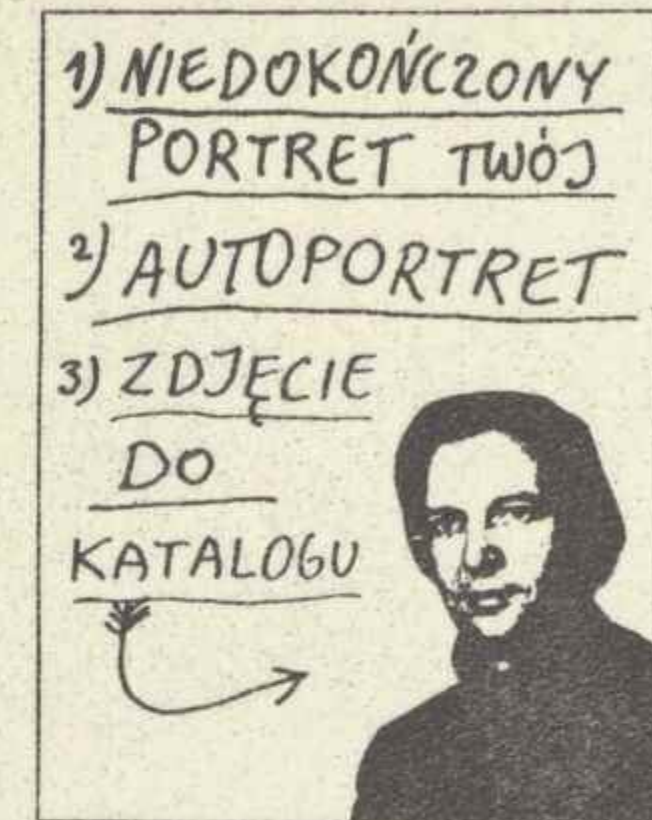 1) NIEDOKOŃCZONY
PORTRET TWÓJ
2) AUTOPORTRET
3) ZDJĘCIE
DO
KATALOGU